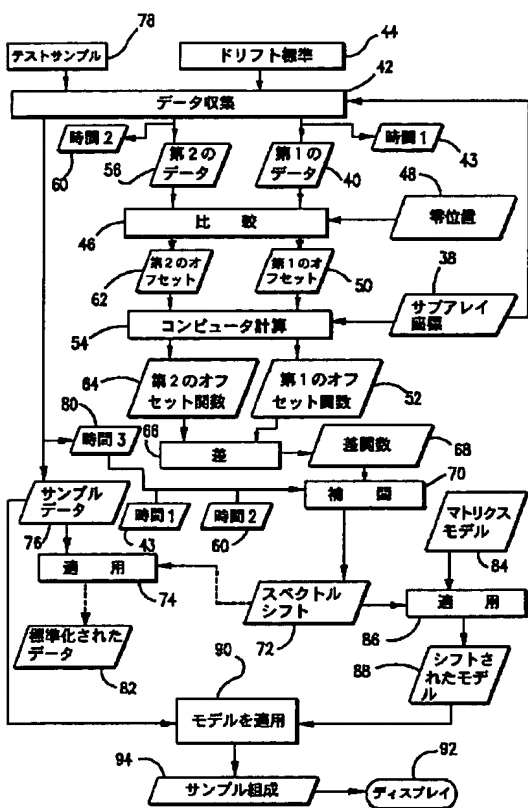 78
44
テストサンプル
ドリフト標準
42
データ収集
時間2
第2の
データ
第1の
データ
時間1
60
56
40
43
48
比 較
零位置
46
38
第2のオ
フセット
第1のオ
フセット
62
50
サブアレイ
座標
コンピュータ計算
54
64
第2のオフ
セット関数
第1のオフ
セット関数
52
80
66
時間3
差
差関数
68
サンプル
データ
時間1
時間2
補 間
70
76
43
60
マトリクス
モデル
84
適 用
74
スペクトル
シフト
72
適 用
86
標準化された
データ
82
90
88
シフトさ
れたモデ
ル
モデルを適用
94
92
サンプル組成
ディスプレイ